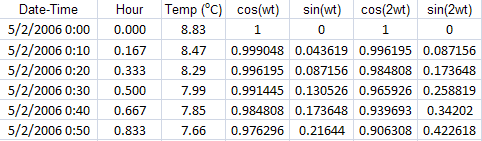 Date-Time Hour Temp (⁰C) cos(wt) sin(wt) cos(2wt) sin(2wt)
5/2/2006 0:00 0.000 8.83 1 0 1 0
5/2/2006 0:10 0.167 8.47 0.999048 0.043619 0.996195 0.087156
5/2/2006 0:20 0.333 8.29 0.996195 0.087156 0.984808 0.173648
5/2/2006 0:30 0.500 7.99 0.991445 0.130526 0.965926 0.258819
5/2/2006 0:40 0.667 7.85 0.984808 0.173648 0.939693 0.34202
5/2/2006 0:50 0.833 7.66 0.976296 0.21644 0.906308 0.422618